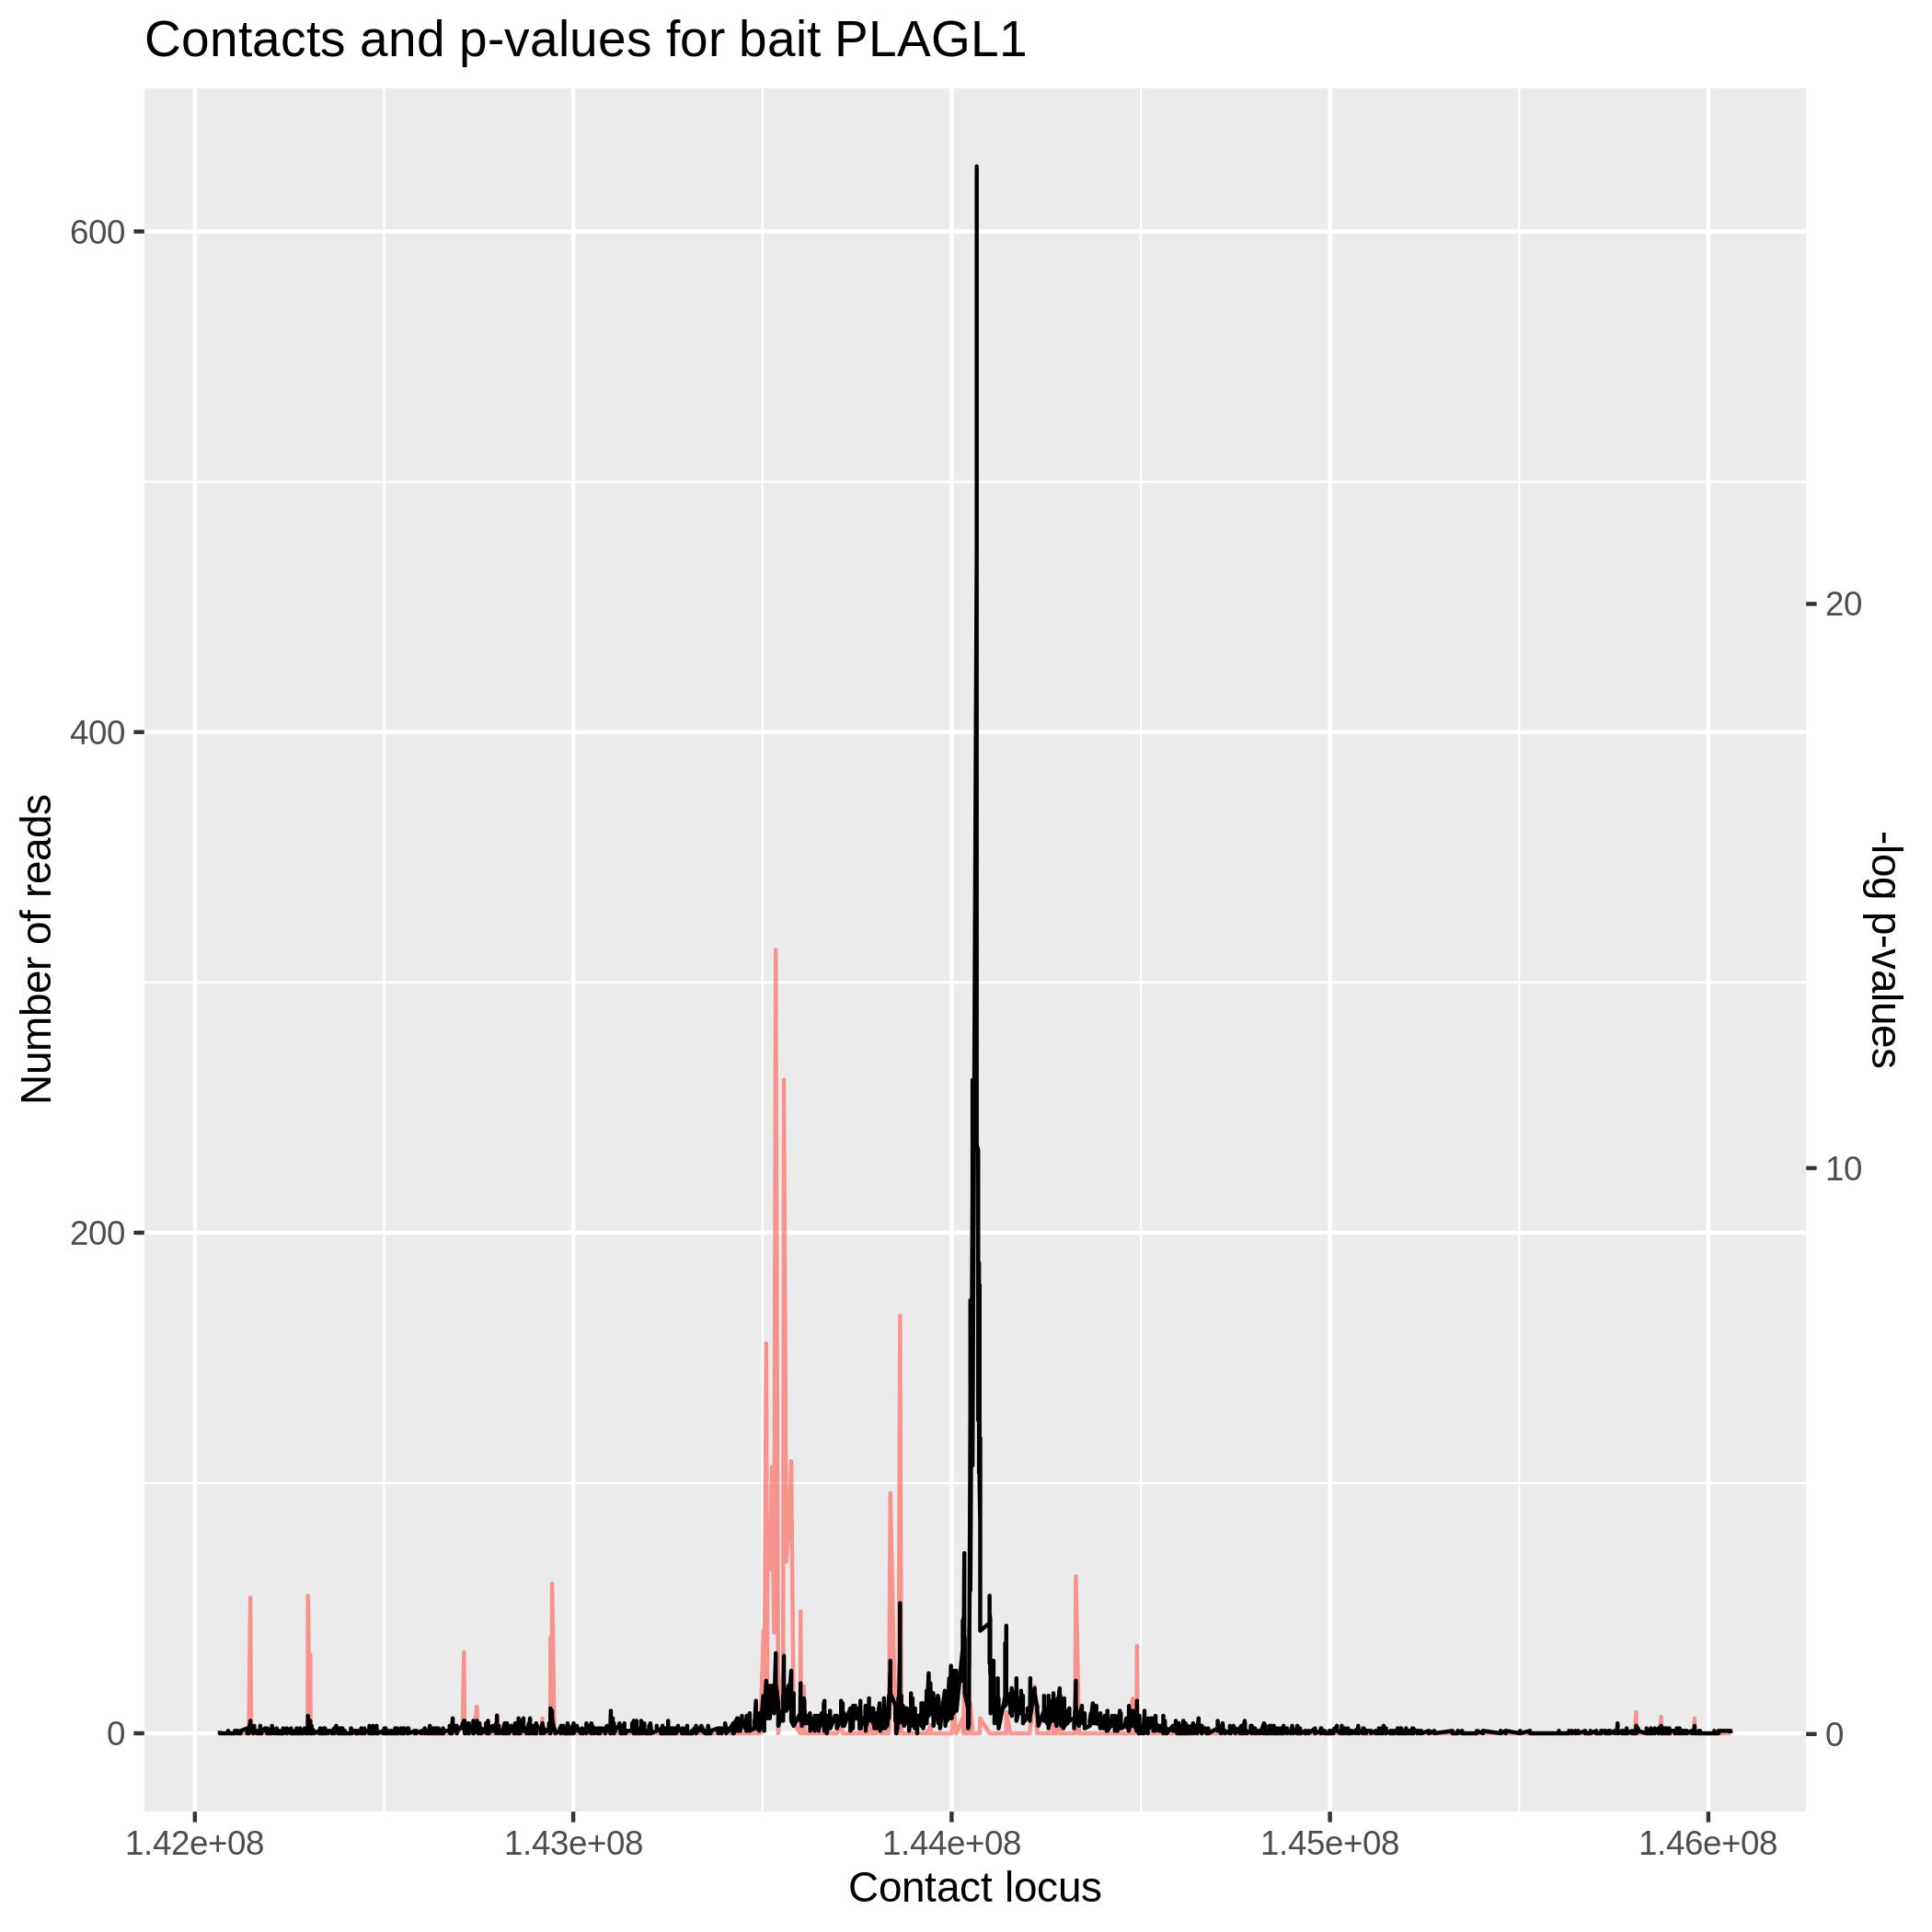 Contacts and p-values for bait PLAGL1
600
400
200
0
Number of reads
20
10
0
-log p-values
1.42e+08
1.43e+08
1.44e+08
1.45e+08
1.46e+08
Contact locus